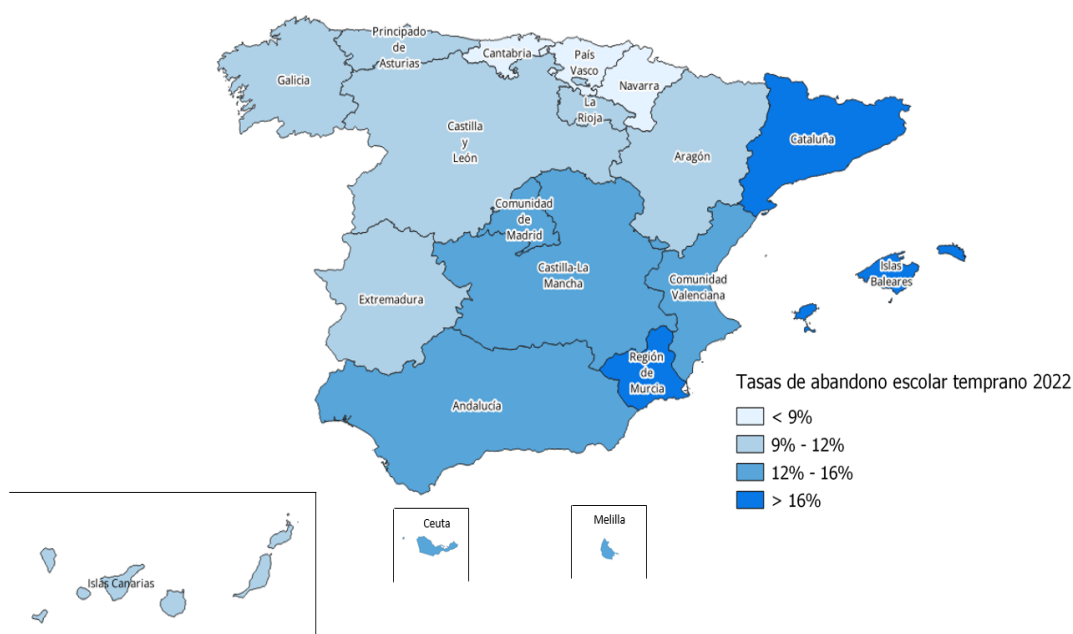 Principado
de
Asturias
Cantabria
País
Vasco
Galicia
Navarra
La
Rioja
Castilla
y
León
Aragón
Cataluña
Comunidad
de
Madrid
Castilla-La
Mancha
Comunidad
Valenciana
Islas
Baleares
Extremadura
Región
de
Murcia
Andalucía
Tasas de abandono escolar temprano 2022
< 9%
9% - 12%
12% - 16%
> 16%
Ceuta
Melilla
Islas Canarias